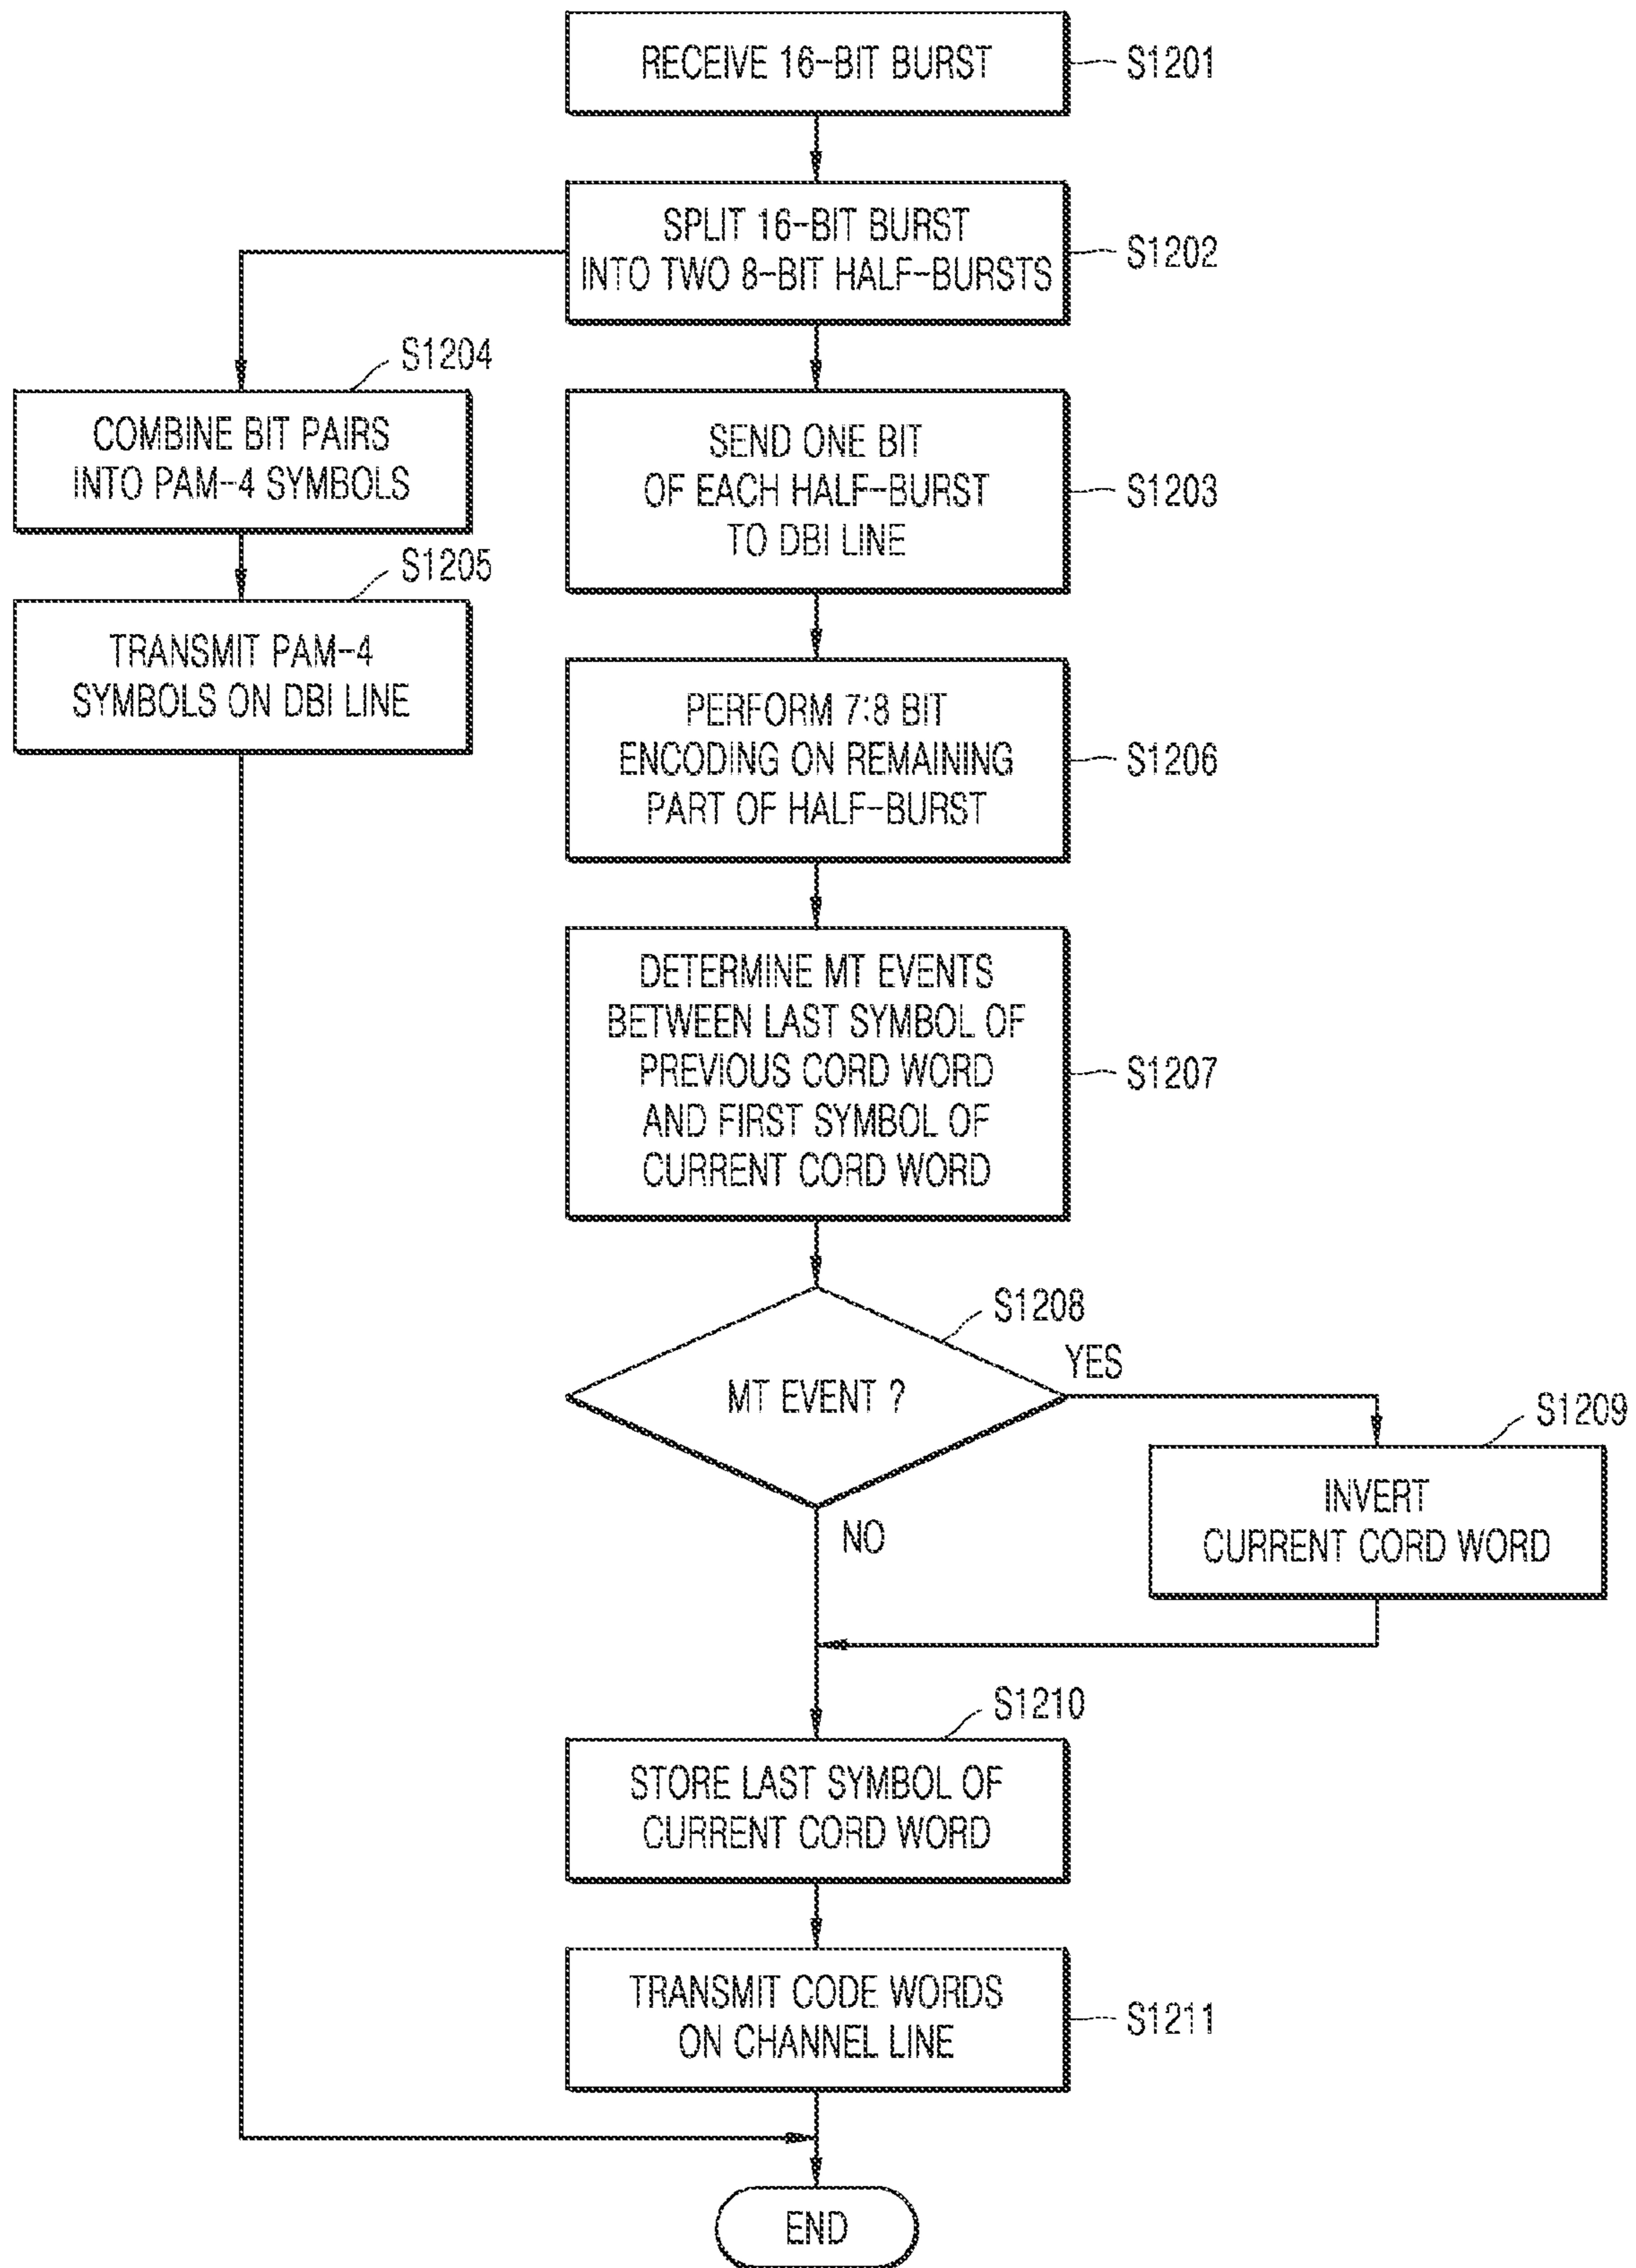 RECEIVE 16-BIT BURST
S1201
SPLIT 16-BIT BURST
INTO TWO 8-BIT HALF-BURSTS
S1202
S1204
COMBINE BIT PAIRS
INTO PAM-4 SYMBOLS
SEND ONE BIT
OF EACH HALF-BURST
TO DBI LINE
S1203
S1205
TRANSMIT PAM-4
SYMBOLS ON DBI LINE
PERFORM 7:8 BIT
ENCODING ON REMAINING
PART OF HALF-BURST
S1206
DETERMINE MT EVENTS
BETWEEN LAST SYMBOL OF
PREVIOUS CORD WORD
AND FIRST SYMBOL OF
CURRENT CORD WORD
S1207
S1208
MT EVENT ?
YES
NO
S1209
INVERT
CURRENT CORD WORD
S1210
STORE LAST SYMBOL OF
CURRENT CORD WORD
TRANSMIT CODE WORDS
ON CHANNEL LINE
S1211
END